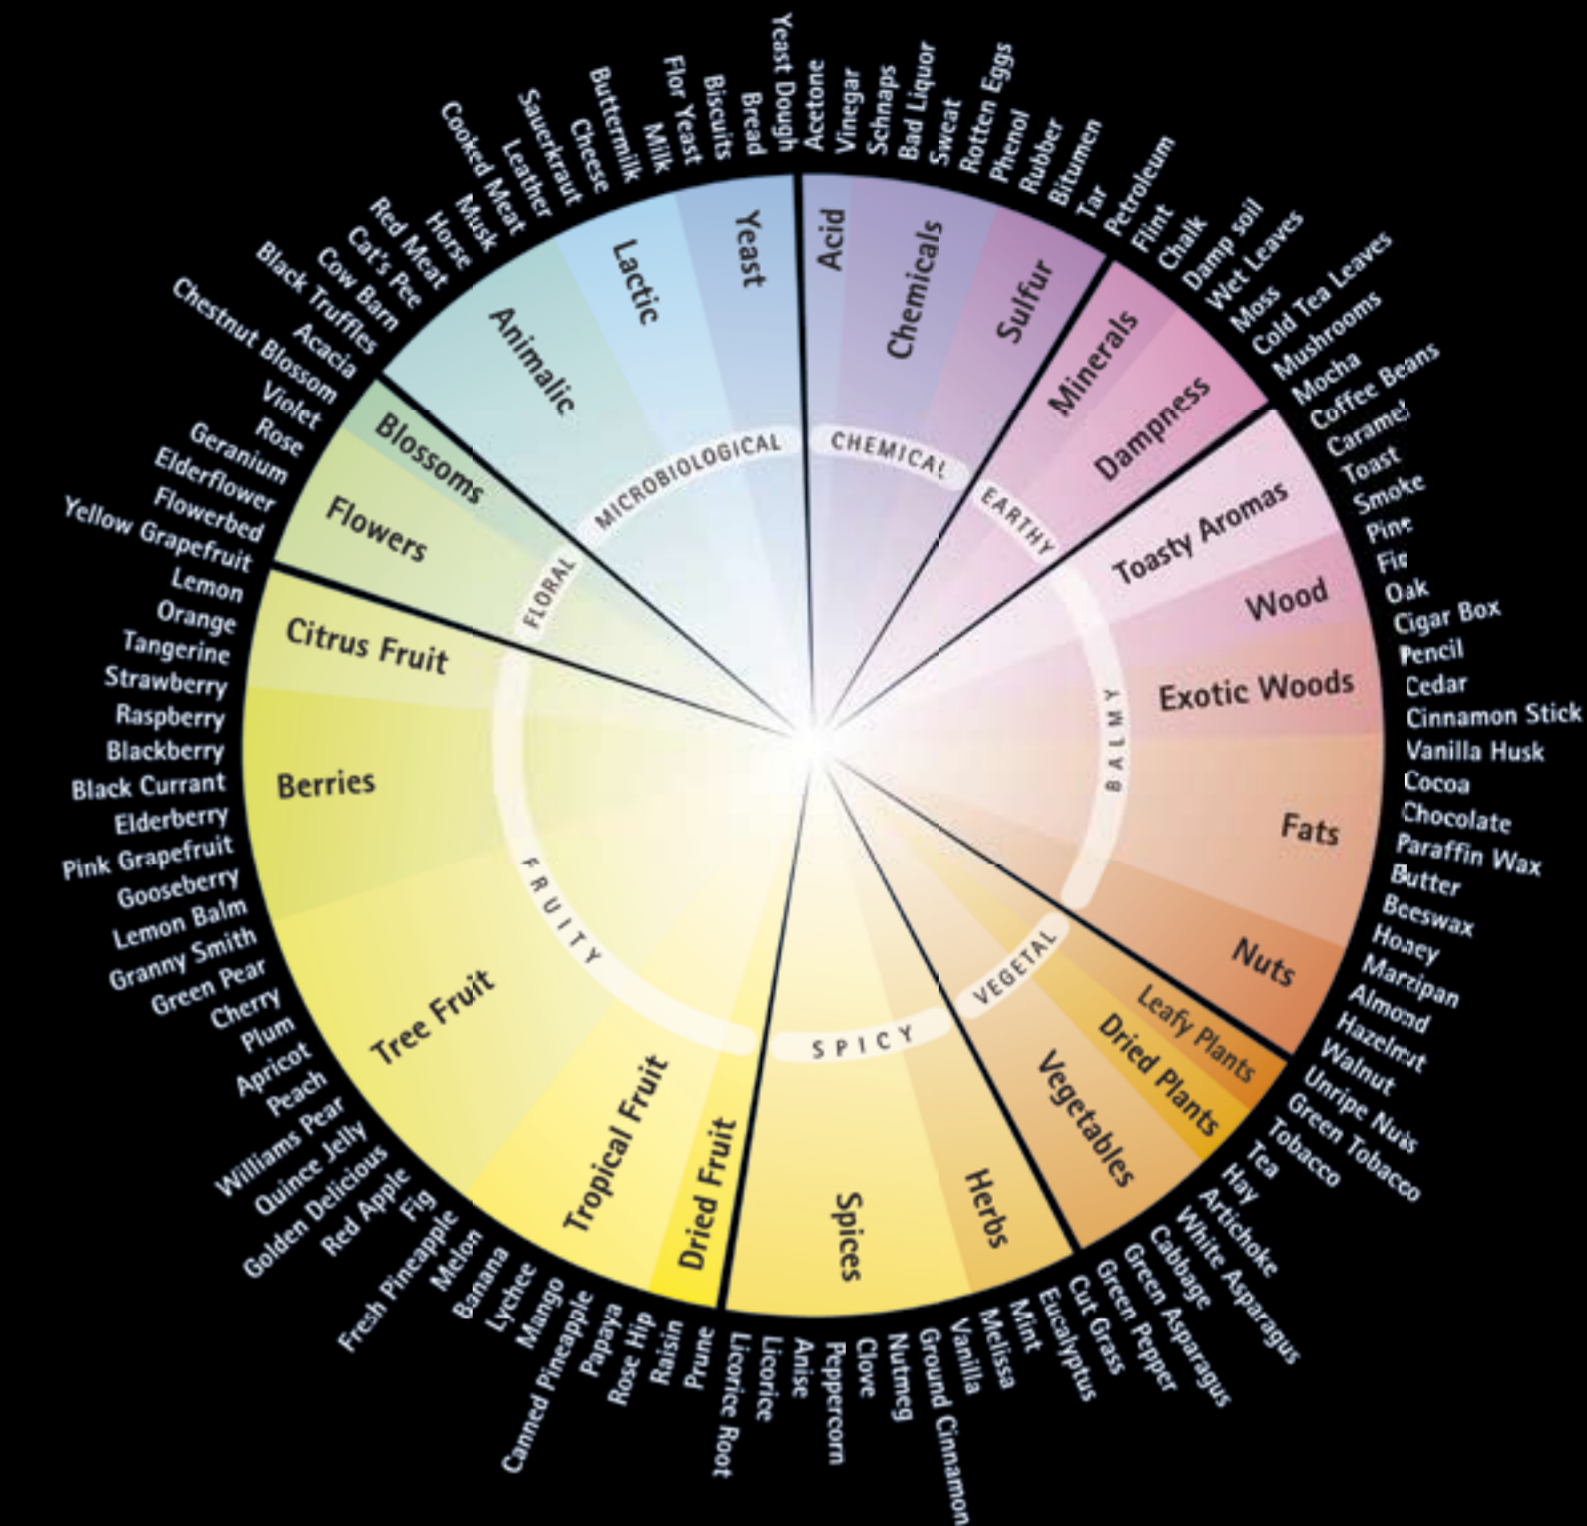 Acetone
Vinegar
Schnaps
Bad Liquor
Sweat
Rotten Eggs
Phenol
Rubber
Bitumen
Tar
Petroleum
Flint
Chalk
Damp soil
Wet Leaves
Moss
Cold Tea Leaves
Mushrooms
Mocha
Coffee Beans
Caramel
Toast
Smoke
Pine
Fir
Oak
Cigar Box
Pencil
Cedar
Cinnamon Stick
Vanilla Husk
Cocoa
Chocolate
Paraffin Wax
Butter
Beeswax
Honey
Marzipan
Almond
Hazelnut
Walnut
Unripe Nuts
Green Tobacco
Tobacco
Tea
Hay
Artichoke
White Asparagus
Cabbage
Green Asparagus
Green Pepper
Cut Grass
Eucalyptus
Mint
Melissa
Vanilla
Ground Cinnamon
Nutmeg
Clove
Peppercorn
Anise
Licorice
Licorice Root
Prune
Raisin
Rose Hip
Papaya
Canned Pineapple
Mango
Lychee
Banana
Melon
Fresh Pineapple
Fig
Red Apple
Golden Delicious
Quince Jelly
Williams Pear
Peach
Apricot
Plum
Cherry
Green Pear
Granny Smith
Lemon Balm
Gooseberry
Pink Grapefruit
Elderberry
Black Currant
Blackberry
Raspberry
Strawberry
Tangerine
Orange
Lemon
Yellow Grapefruit
Flowerbed
Elderflower
Geranium
Rose
Violet
Chestnut Blossom
Acacia
Black Truffles
Cow Barn
Cat's Pee
Red Meat
Horse
Musk
Cooked Meat
Leather
Sauerkraut
Cheese
Buttermilk
Milk
Flor Yeast
Biscuits
Bread
Yeast Dough
Acid
Chemicals
Sulfur
Minerals
Dampness
Toasty Aromas
Wood
Exotic Woods
Fats
Nuts
Leafy Plants
Dried Plants
Vegetables
Herbs
Spices
Dried Fruit
Tropical Fruit
Tree Fruit
Berries
Citrus Fruit
Flowers
Blossoms
Animalic
Lactic
Yeast
CHEMICAL
EARTHY
BALMY
VEGETAL
SPICY
FRUITY
FLORAL
MICROBIOLOGICAL